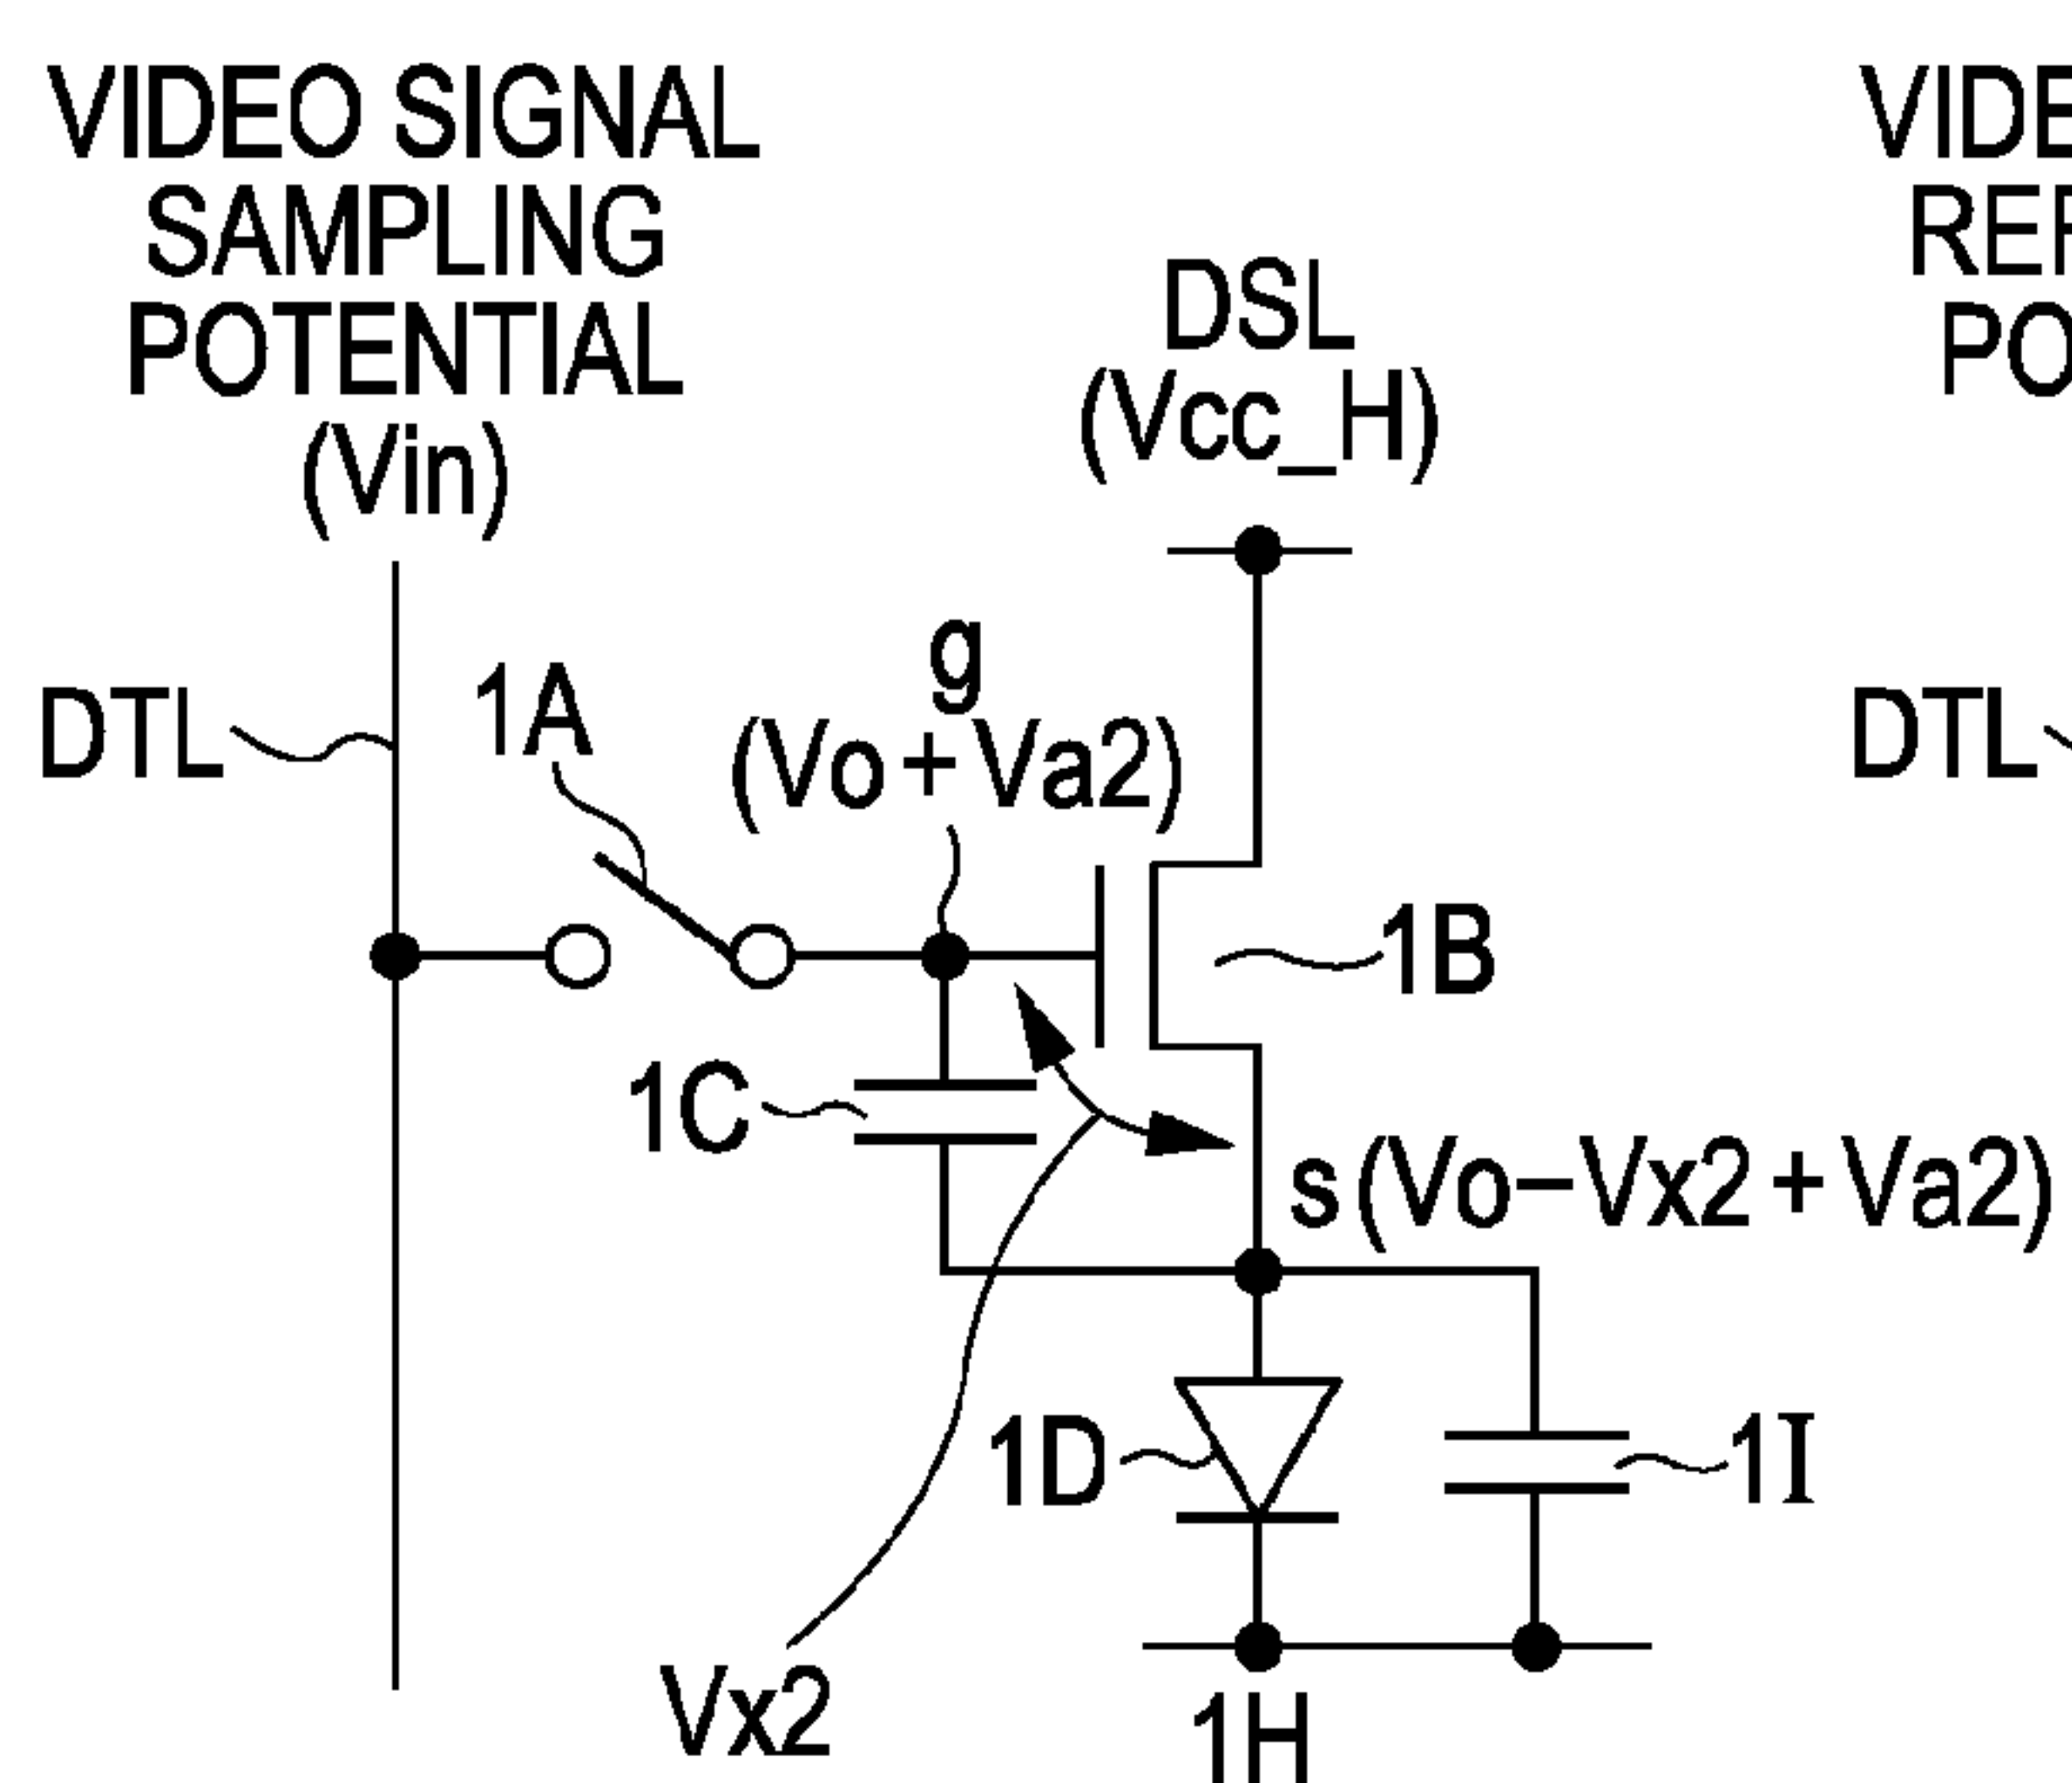 VIDEO SIGNAL
SAMPLING
POTENTIAL
(Vin)
DSL
(Vcc_H)
DTL
1A
g
(Vo+Va2)
1B
1C
s(Vo−Vx2+Va2)
1D
1I
Vx2
1H
DTL